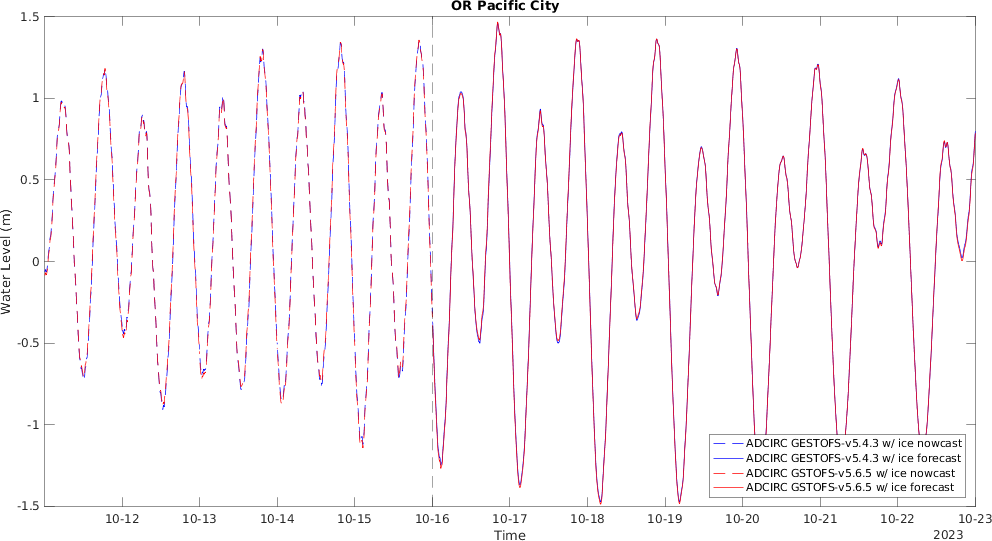 OR Pacific City
1.5
1
0.5
0
-0.5
-1
-1.5
Water Level (m)
ADCIRC GESTOFS-v5.4.3 w/ ice nowcast
ADCIRC GESTOFS-v5.4.3 w/ ice forecast
ADCIRC GSTOFS-v5.6.5 w/ ice nowcast
ADCIRC GSTOFS-v5.6.5 w/ ice forecast
10-12 10-13 10-14 10-15 10-16 10-17 10-18 10-19 10-20 10-21 10-22 10-23
Time
2023